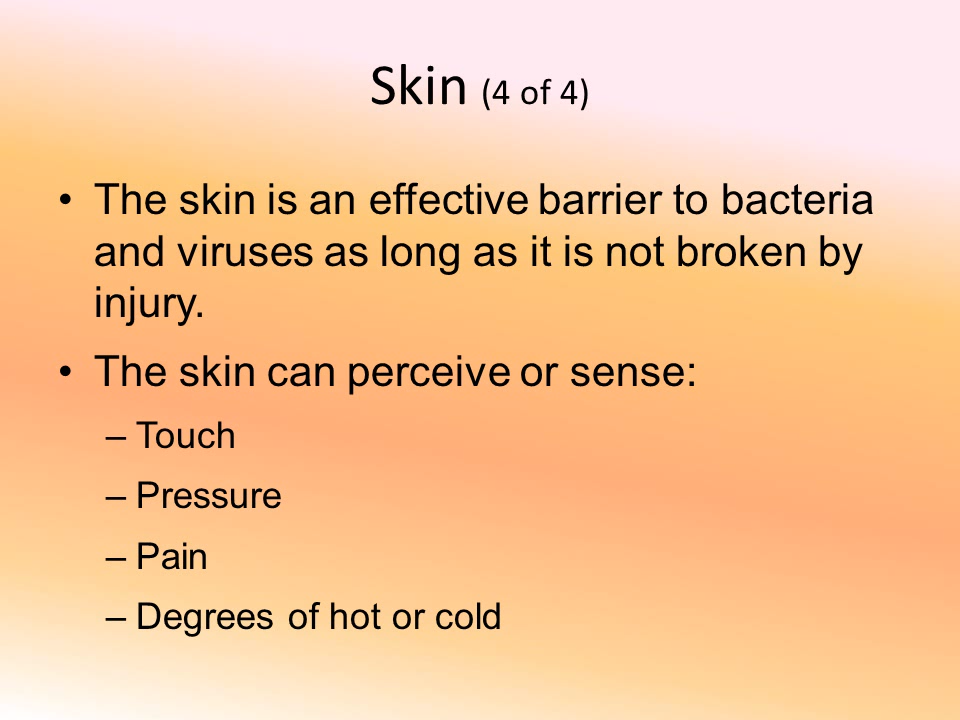 Skin (4 of 4)
• The skin is an effective barrier to bacteria
and viruses as long as it is not broken by
injury.
• The skin can perceive or sense:
– Touch
– Pressure
– Pain
– Degrees of hot or cold